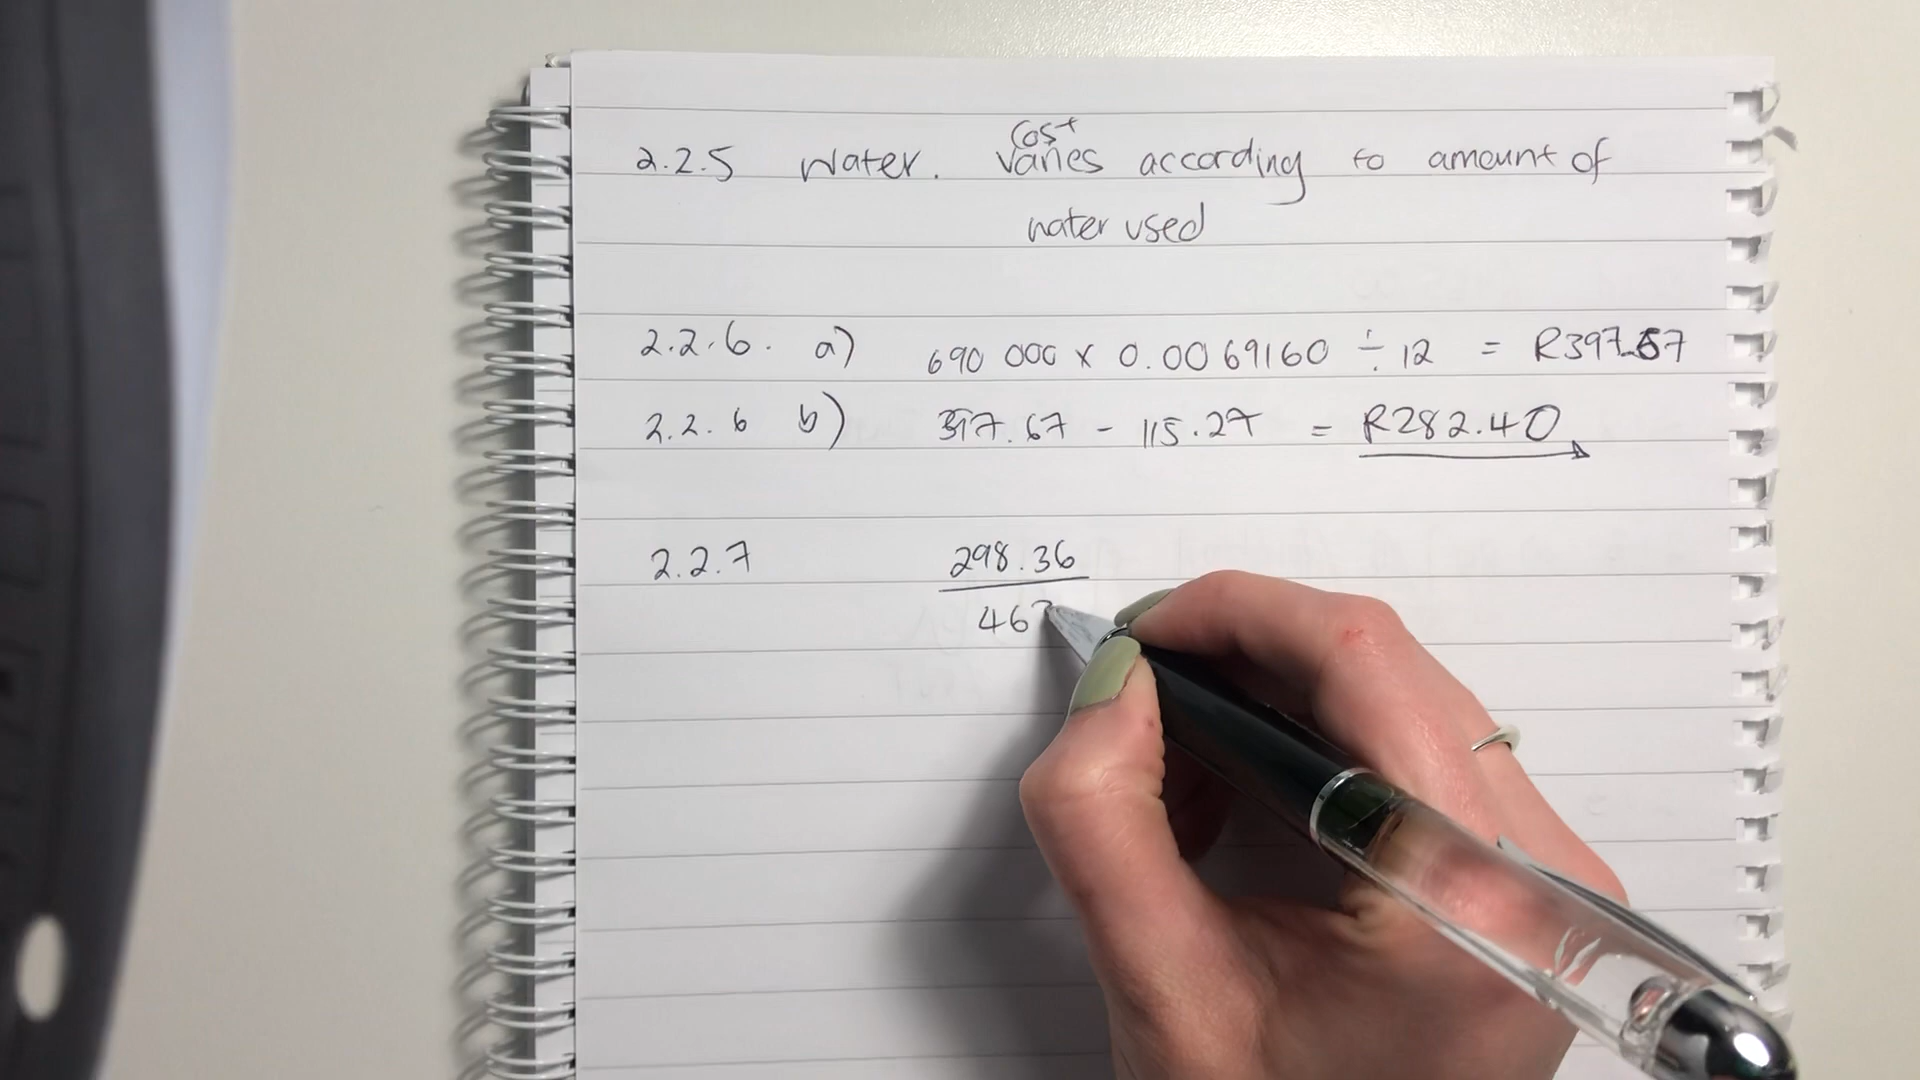 2.2.5 Water. Cost varies according to amount of
water used
2.2.6. a) 690 000 x 0.0069160 ÷ 12 = R397.67
2.2.6 b) 397.67 - 115.27 = R282.40
2.2.7 298.36
46